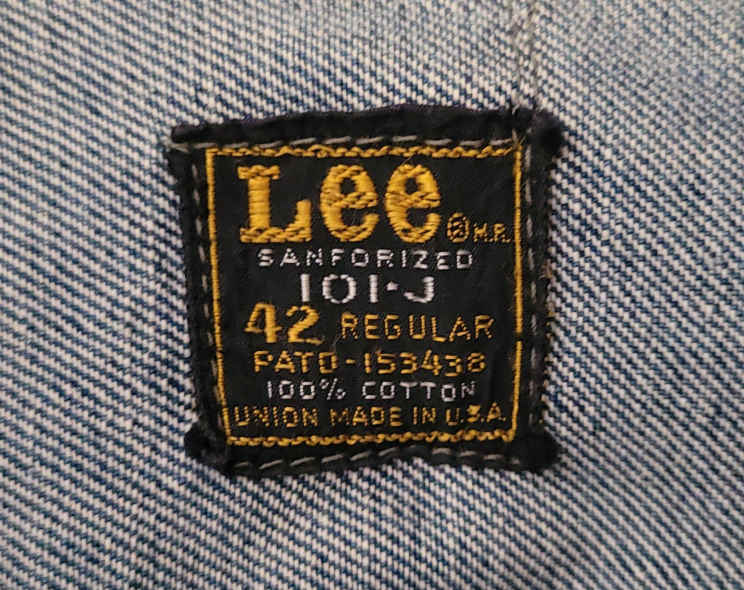 Lee ® M.R.
SANFORIZED
101-J
42 REGULAR
PATD-153438
100% COTTON
UNION MADE IN U.S.A.